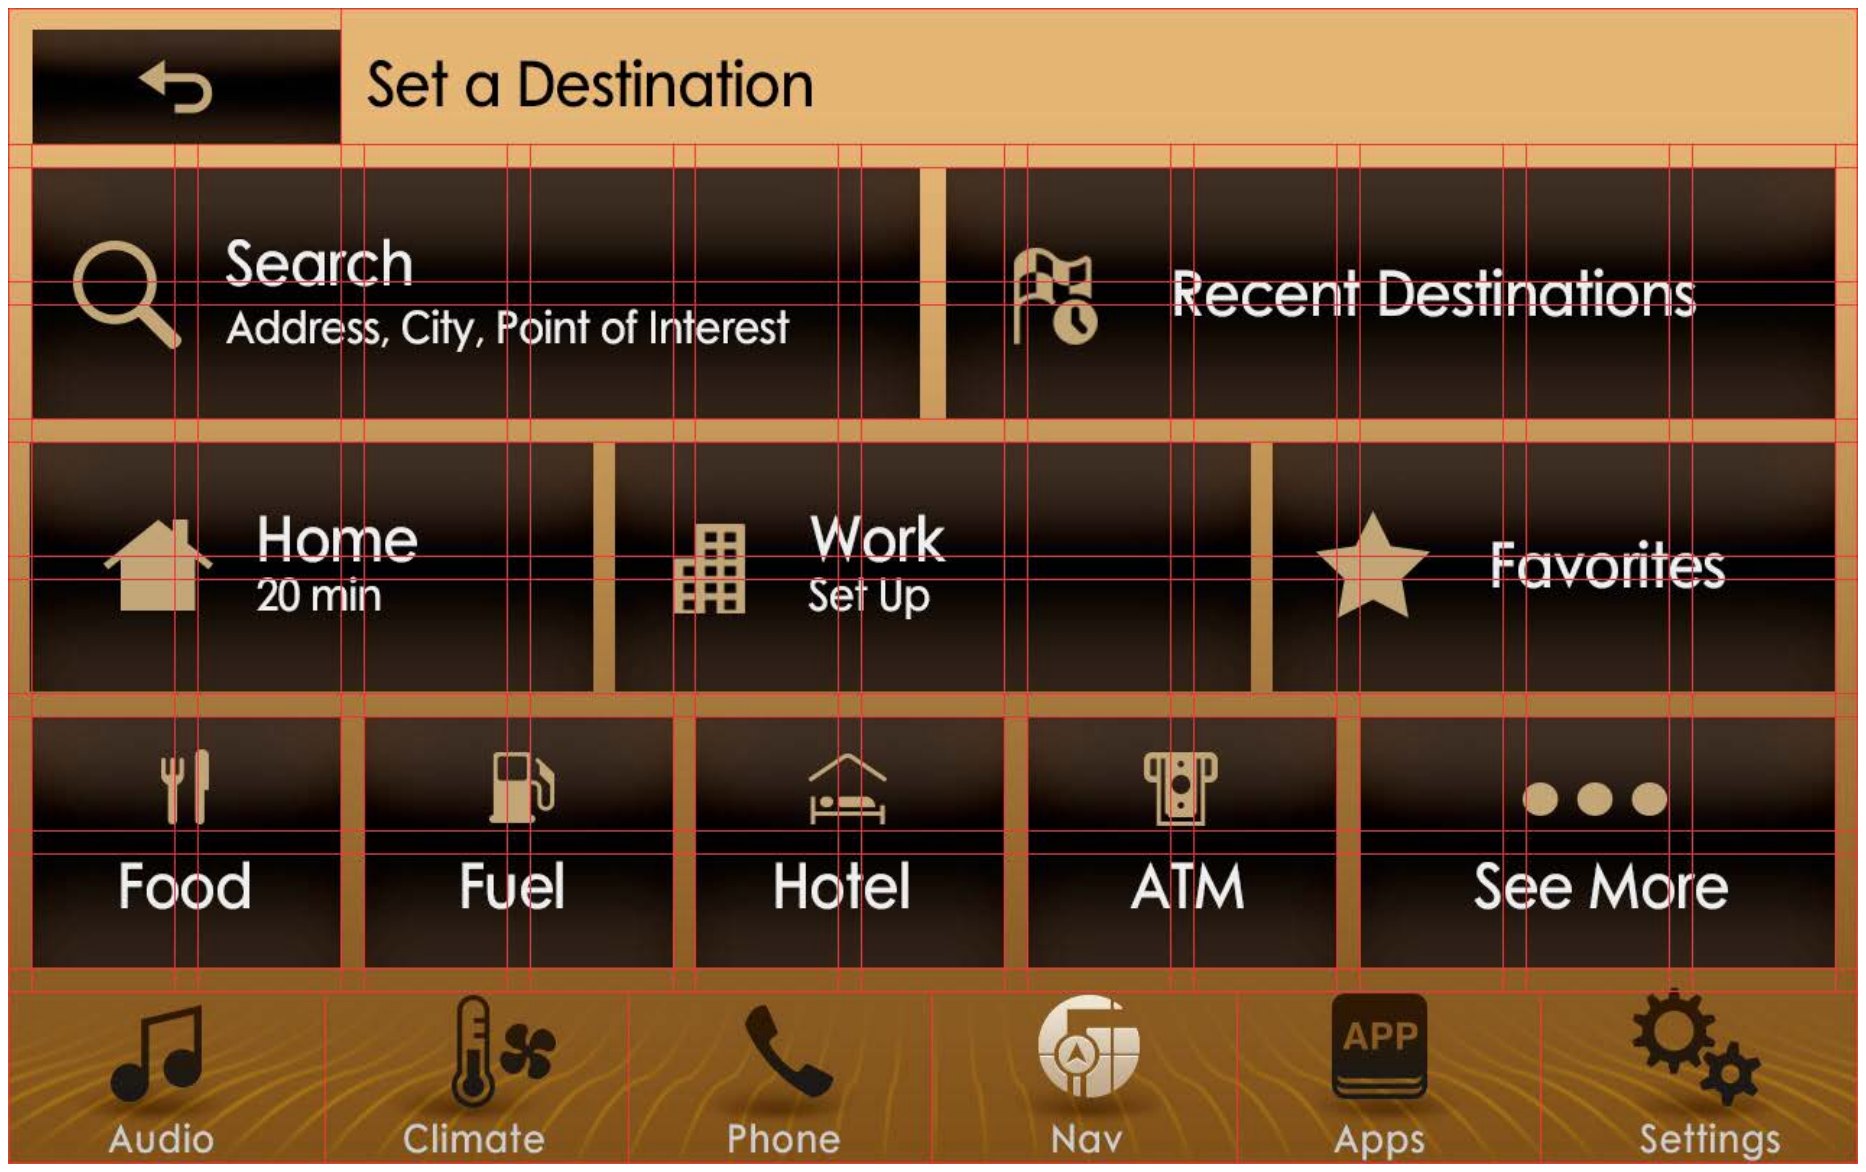 Set a Destination
Search
Address, City, Point of Interest
Recent Destinations
Home
20 min
Work
Set Up
Favorites
Food
Fuel
Hotel
ATM
See More
APP
Audio
Climate
Phone
Nav
Apps
Settings